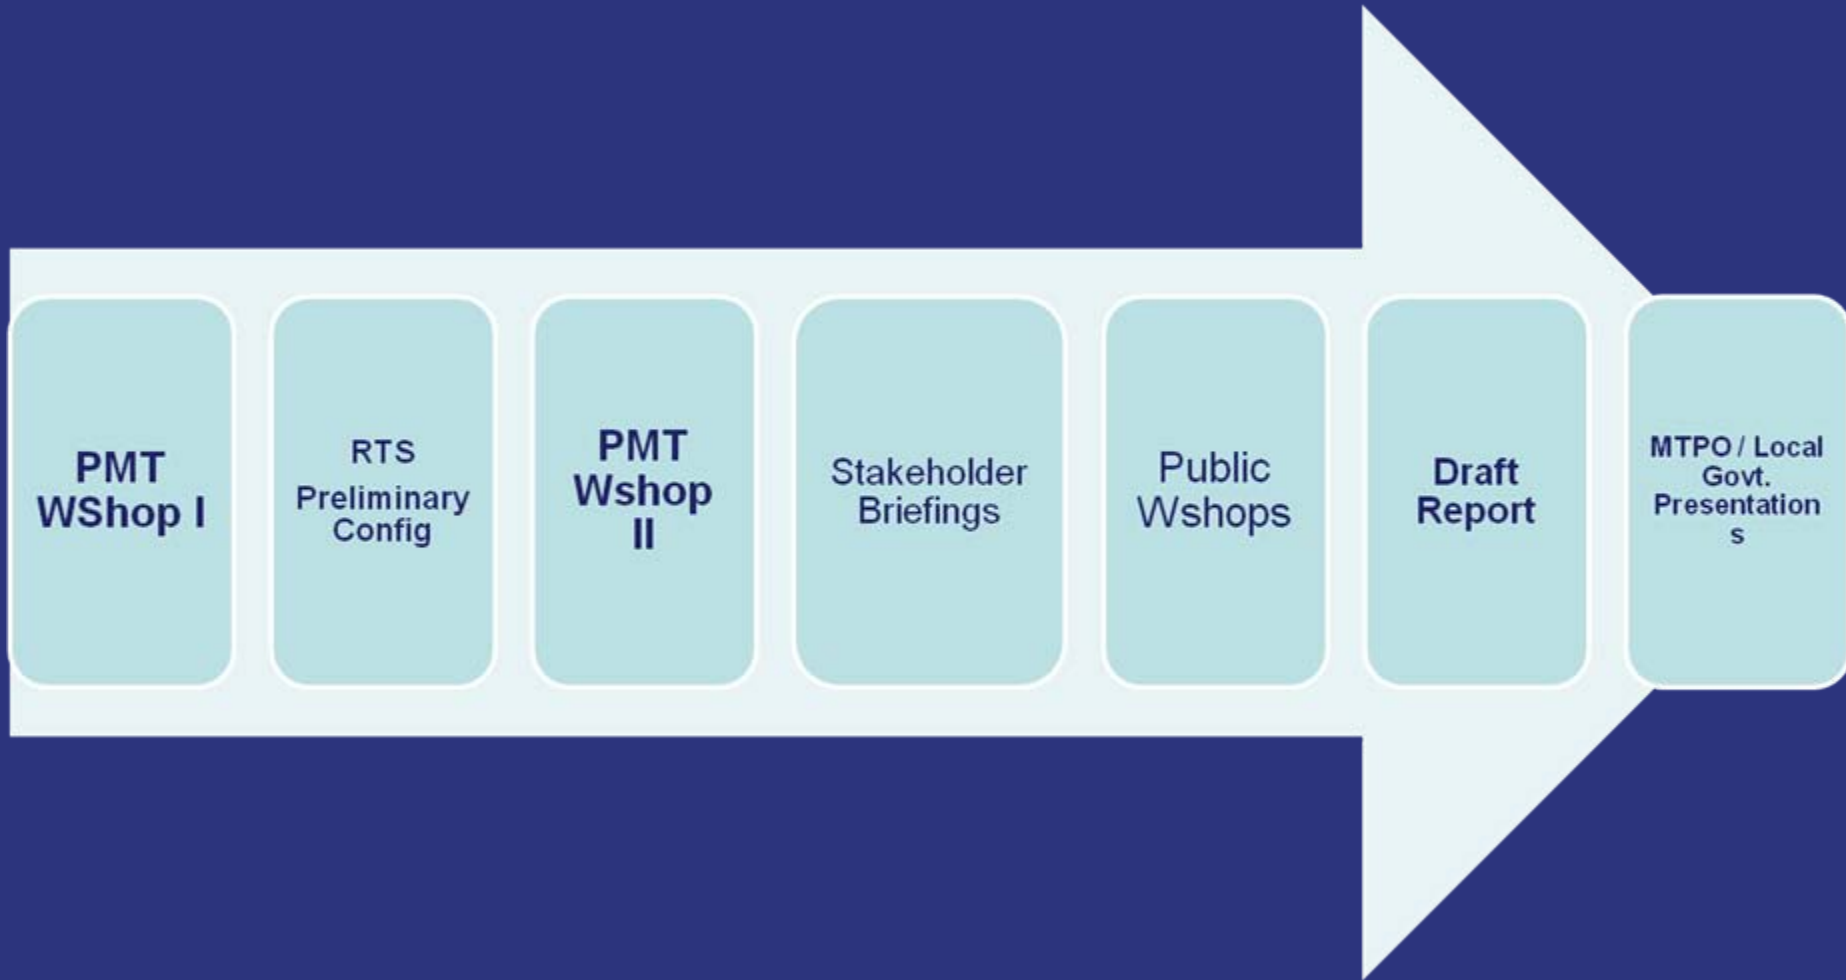 PMT
WShop I
RTS
Preliminary
Config
PMT
Wshop
II
Stakeholder
Briefings
Public
Wshops
Draft
Report
MTPO / Local
Govt.
Presentation
s